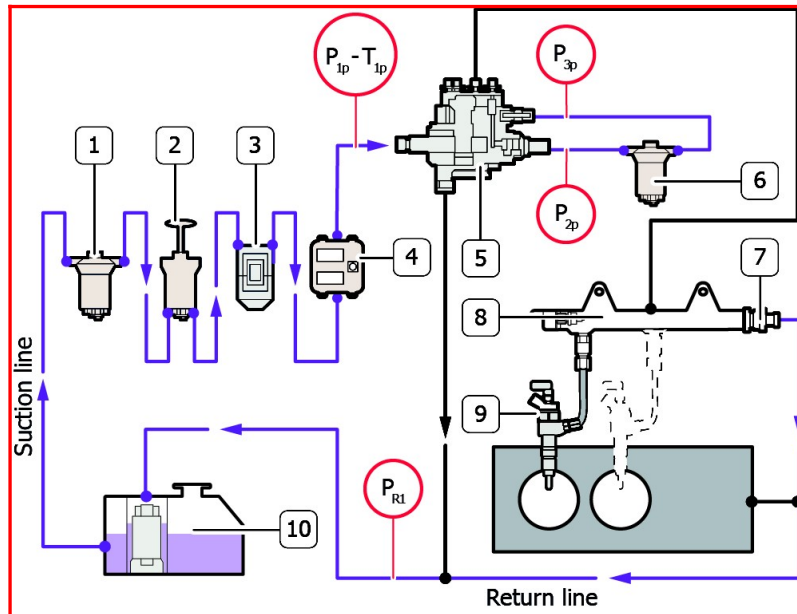 P1p - T1p
P3p
1
2
3
4
5
6
P2p
7
8
9
Suction line
10
PR1
Return line